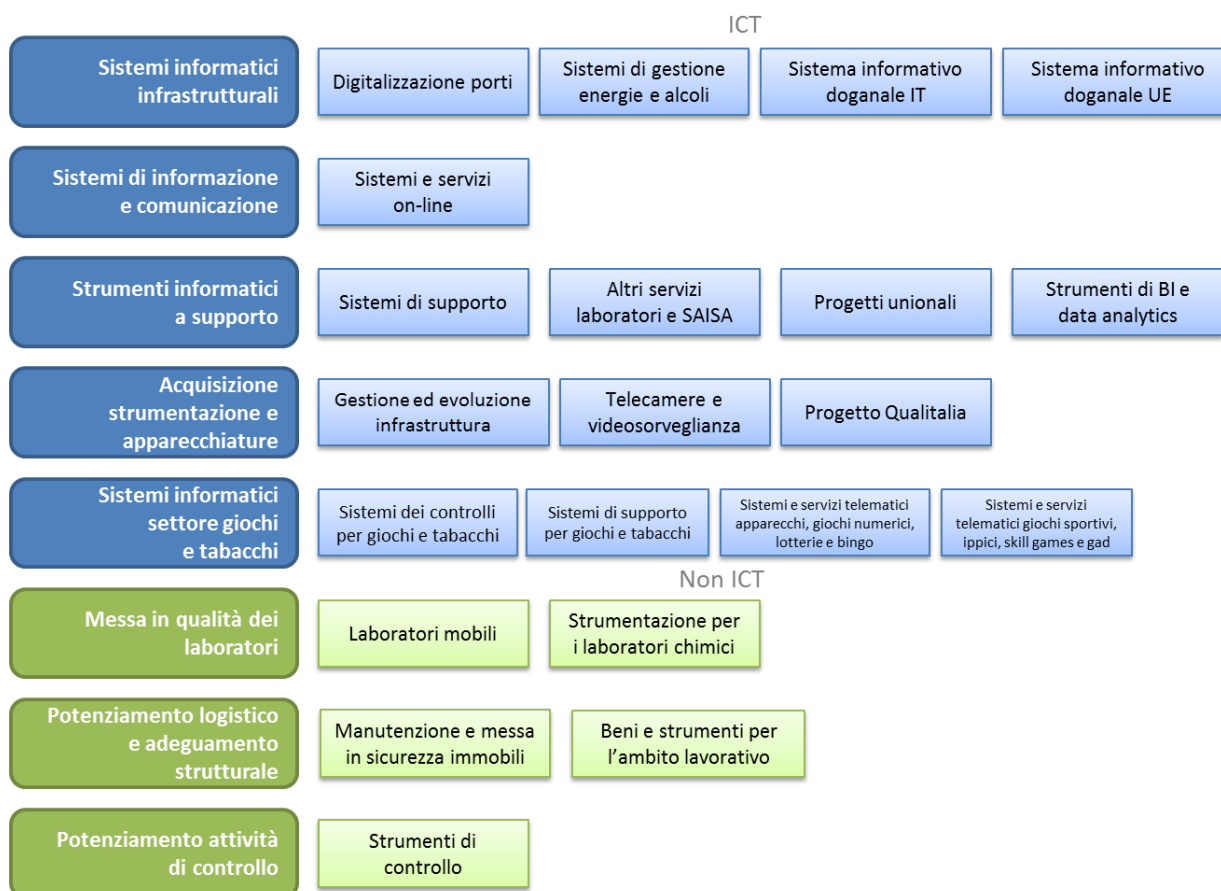 ICT
Sistemi informatici
infrastrutturali
Digitalizzazione porti
Sistemi di gestione
energie e alcoli
Sistema informativo
doganale IT
Sistema informativo
doganale UE
Sistemi di informazione
e comunicazione
Sistemi e servizi
on-line
Strumenti informatici
a supporto
Sistemi di supporto
Altri servizi
laboratori e SAISA
Progetti unionali
Strumenti di BI e
data analytics
Acquisizione
strumentazione e
apparecchiature
Gestione ed evoluzione
infrastruttura
Telecamere e
videosorveglianza
Progetto Qualitalia
Sistemi informatici
settore giochi
e tabacchi
Sistemi dei controlli
per giochi e tabacchi
Sistemi di supporto
per giochi e tabacchi
Sistemi e servizi telematici
apparecchi, giochi numerici,
lotterie e bingo
Sistemi e servizi
telematici giochi sportivi,
ippici, skill games e gad
Non ICT
Messa in qualità dei
laboratori
Laboratori mobili
Strumentazione per
i laboratori chimici
Potenziamento logistico
e adeguamento
strutturale
Manutenzione e messa
in sicurezza immobili
Beni e strumenti per
l’ambito lavorativo
Potenziamento attività
di controllo
Strumenti di
controllo